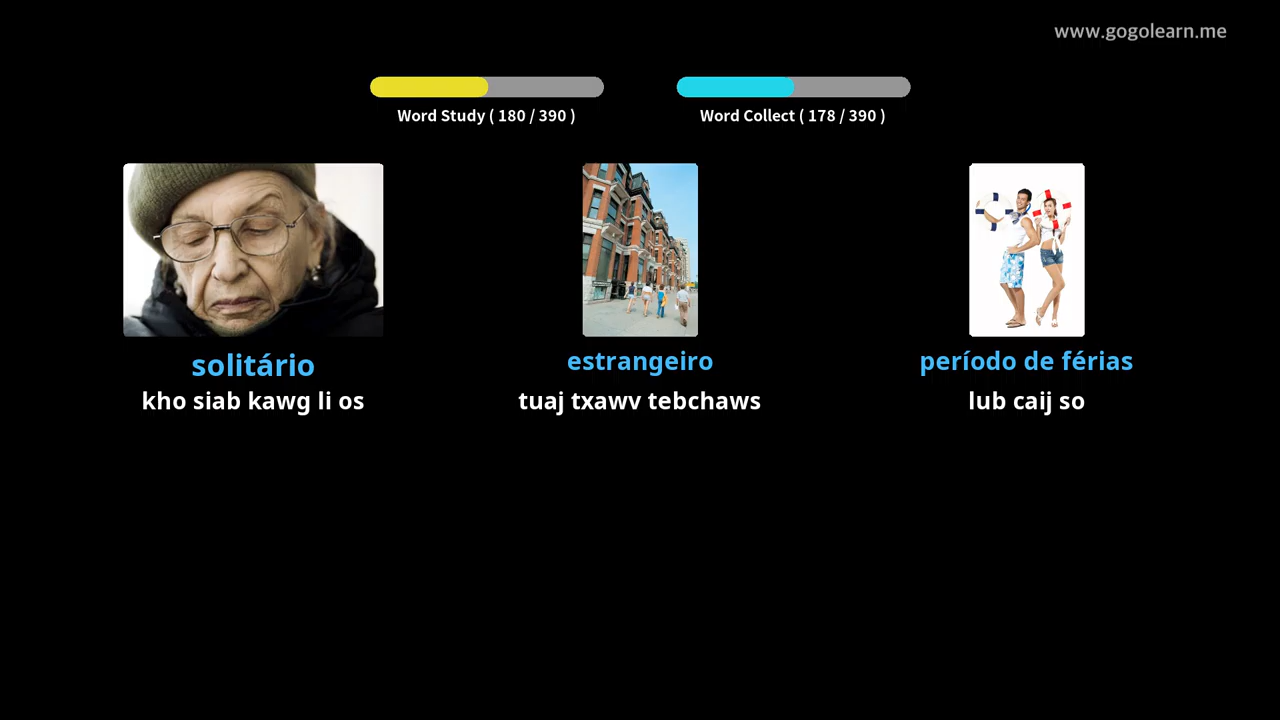 www.gogolearn.me
Word Study ( 180 / 390 )
Word Collect ( 178 / 390 )
solitário
kho siab kawg li os
estrangeiro
tuaj txawv tebchaws
período de férias
lub caij so